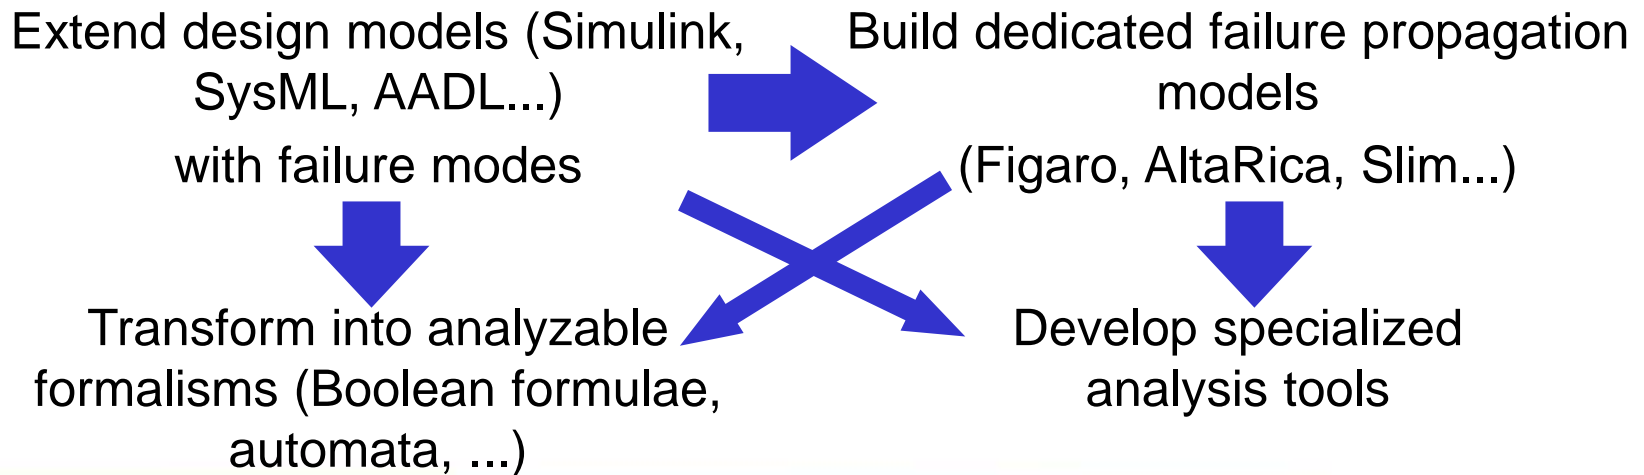 Extend design models (Simulink,
SysML, AADL...)
with failure modes
Build dedicated failure propagation
models
(Figaro, AltaRica, Slim...)
Transform into analyzable
formalisms (Boolean formulae,
automata, ...)
Develop specialized
analysis tools